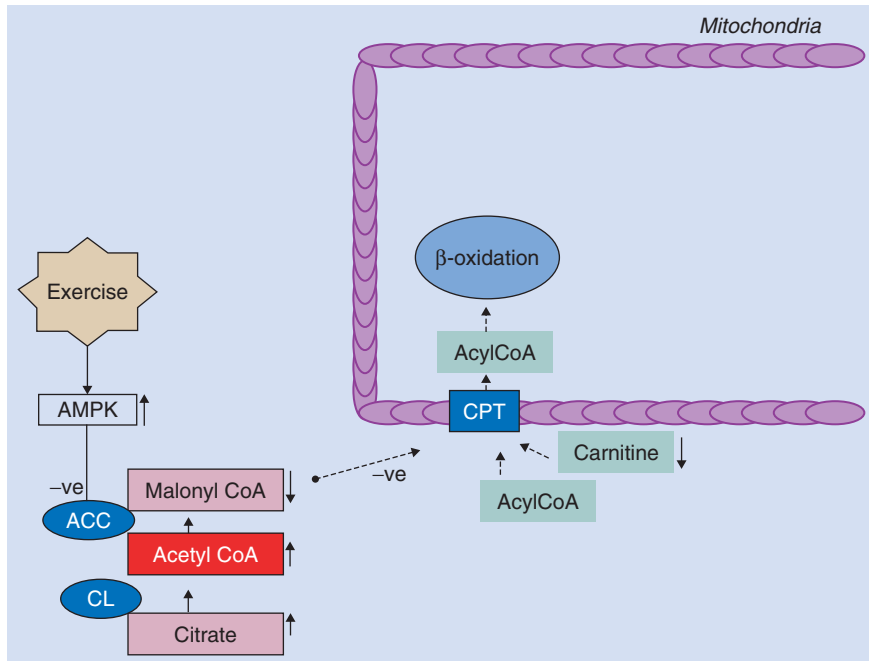 Mitochondria
Exercise
β-oxidation
AcylCoA
AMPK
CPT
Carnitine
–ve
–ve
Malonyl CoA
AcylCoA
ACC
Acetyl CoA
CL
Citrate